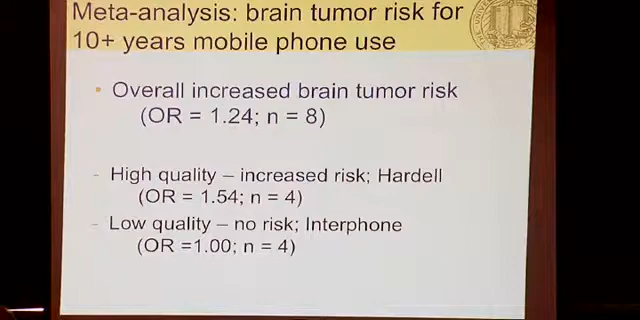 Meta-analysis: brain tumor risk for
10+ years mobile phone use
• Overall increased brain tumor risk
(OR = 1.24; n = 8)
- High quality – increased risk; Hardell
(OR = 1.54; n = 4)
- Low quality – no risk; Interphone
(OR =1.00; n = 4)